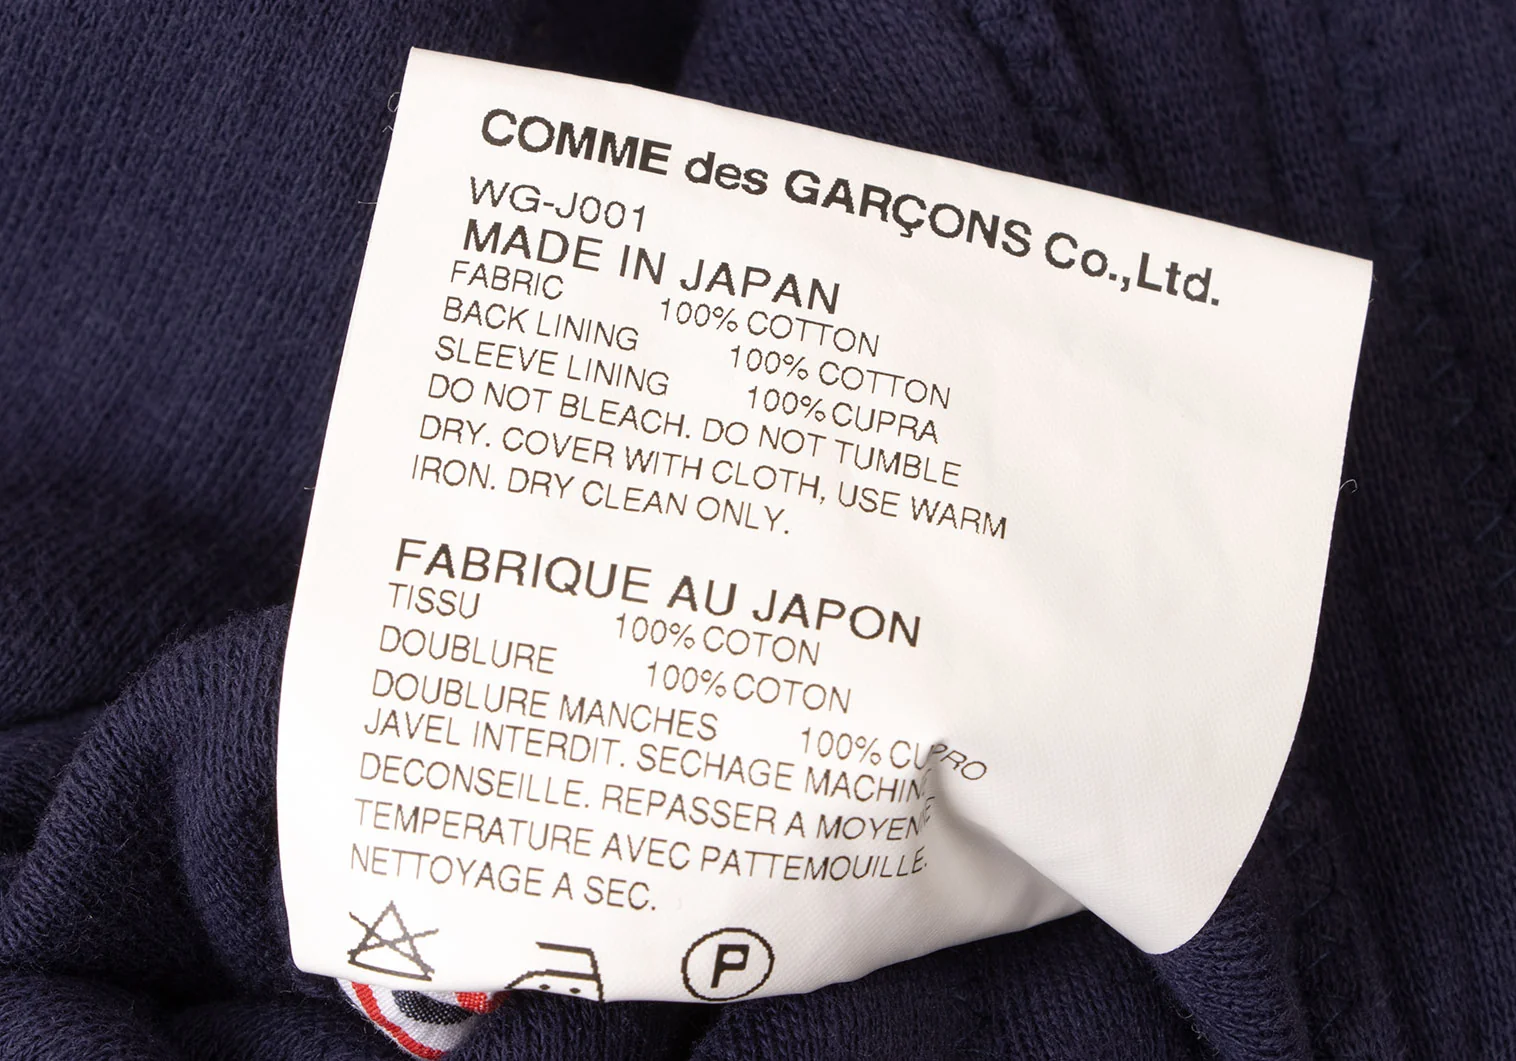 COMME des GARÇONS Co.,Ltd.
WG-J001
MADE IN JAPAN
FABRIC 100% COTTON
BACK LINING 100% COTTON
SLEEVE LINING 100% CUPRA
DO NOT BLEACH. DO NOT TUMBLE
DRY. COVER WITH CLOTH, USE WARM
IRON. DRY CLEAN ONLY.
FABRIQUE AU JAPON
TISSU 100% COTON
DOUBLURE 100% COTON
DOUBLURE MANCHES 100% CUPRO
JAVEL INTERDIT. SECHAGE MACHINE
DECONSEILLE. REPASSER A MOYENNE
TEMPERATURE AVEC PATTEMOUILLE.
NETTOYAGE A SEC.
P